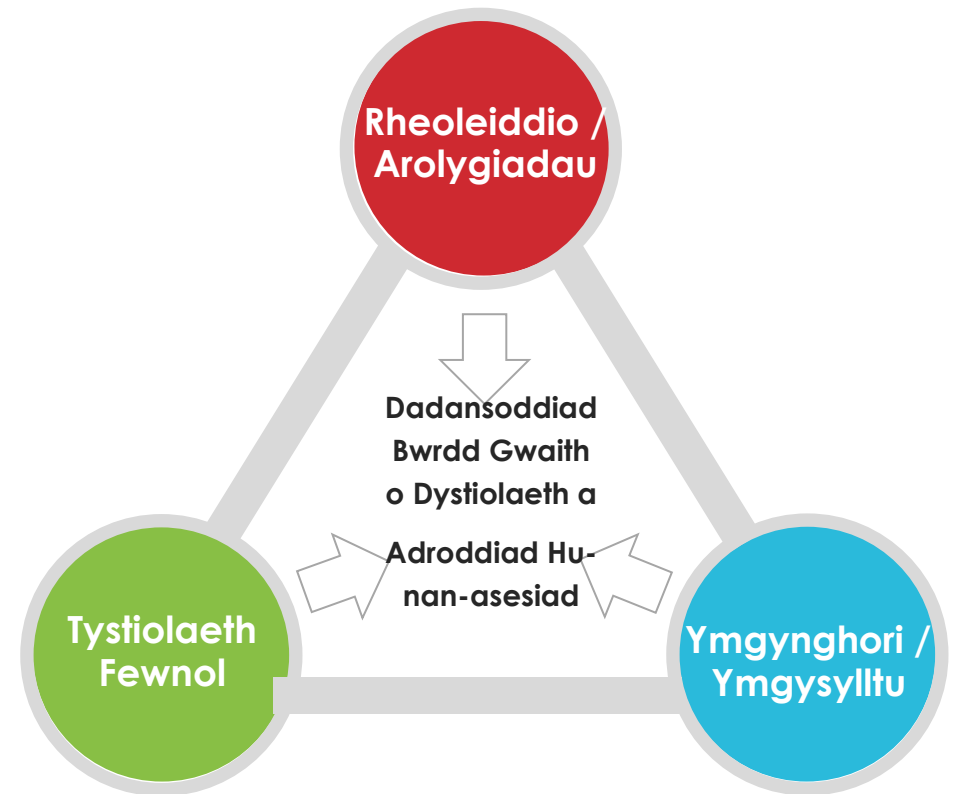 Rheoleiddio /
Arolygiadau
Dadansoddiad
Bwrdd Gwaith
o Dystiolaeth a
Adroddiad Hu-
nan-asesiad
Tystiolaeth
Fewnol
Ymgynghori /
Ymgysylltu